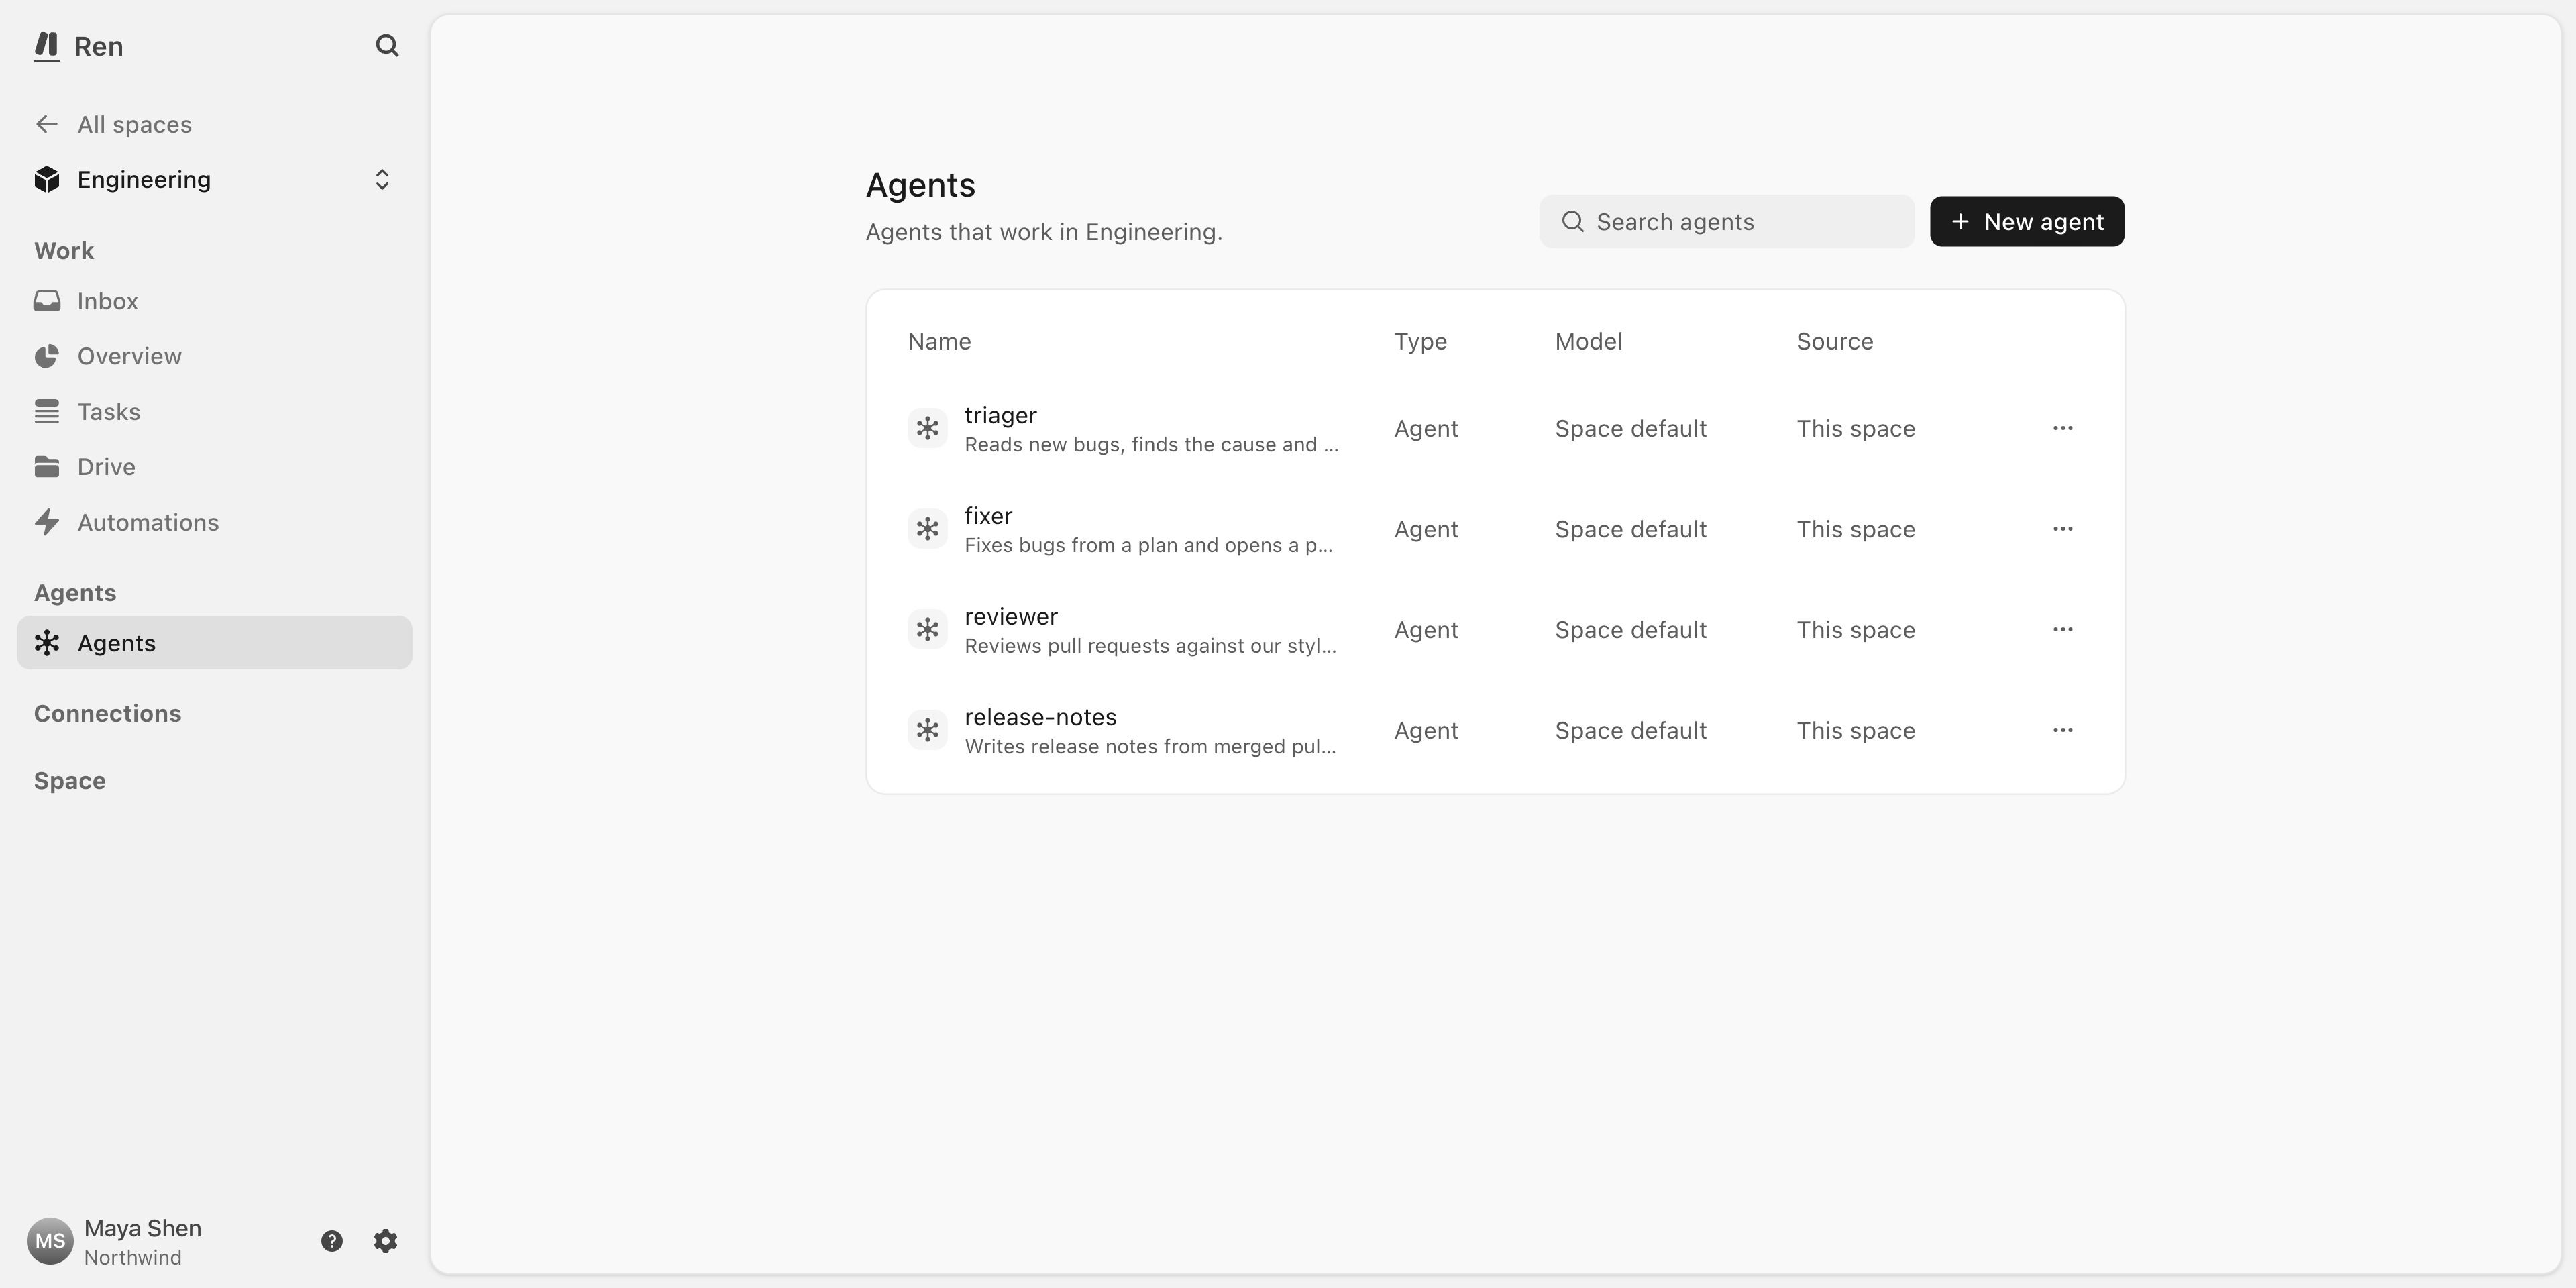 Ren
All spaces
Engineering
Work
Inbox
Overview
Tasks
Drive
Automations
Agents
Agents
Connections
Space
MS
Maya Shen
Northwind
Agents
Agents that work in Engineering.
Search agents
New agent
Name Type Model Source
triager
Reads new bugs, finds the cause and ...
Agent Space default This space
fixer
Fixes bugs from a plan and opens a p...
Agent Space default This space
reviewer
Reviews pull requests against our styl...
Agent Space default This space
release-notes
Writes release notes from merged pul...
Agent Space default This space